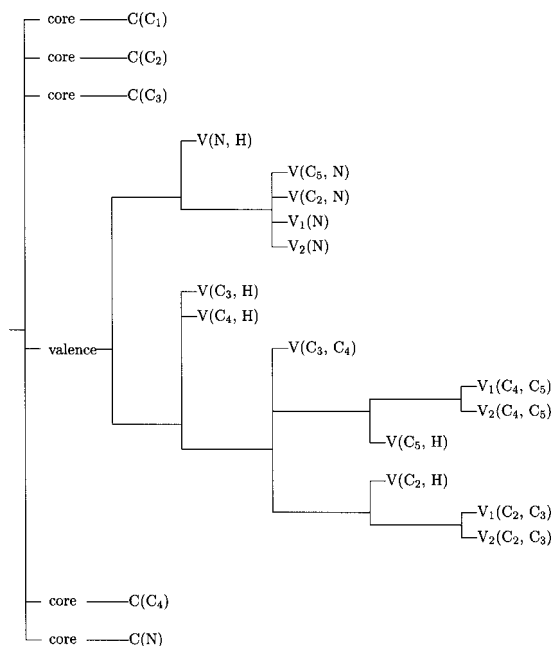 core C(C₁)
core C(C₂)
core C(C₃)
V(N, H)
V(C₅, N)
V(C₂, N)
V₁(N)
V₂(N)
V(C₃, H)
V(C₄, H)
valence
V(C₃, C₄)
V₁(C₄, C₅)
V₂(C₄, C₅)
V(C₅, H)
V(C₂, H)
V₁(C₂, C₃)
V₂(C₂, C₃)
core C(C₄)
core C(N)